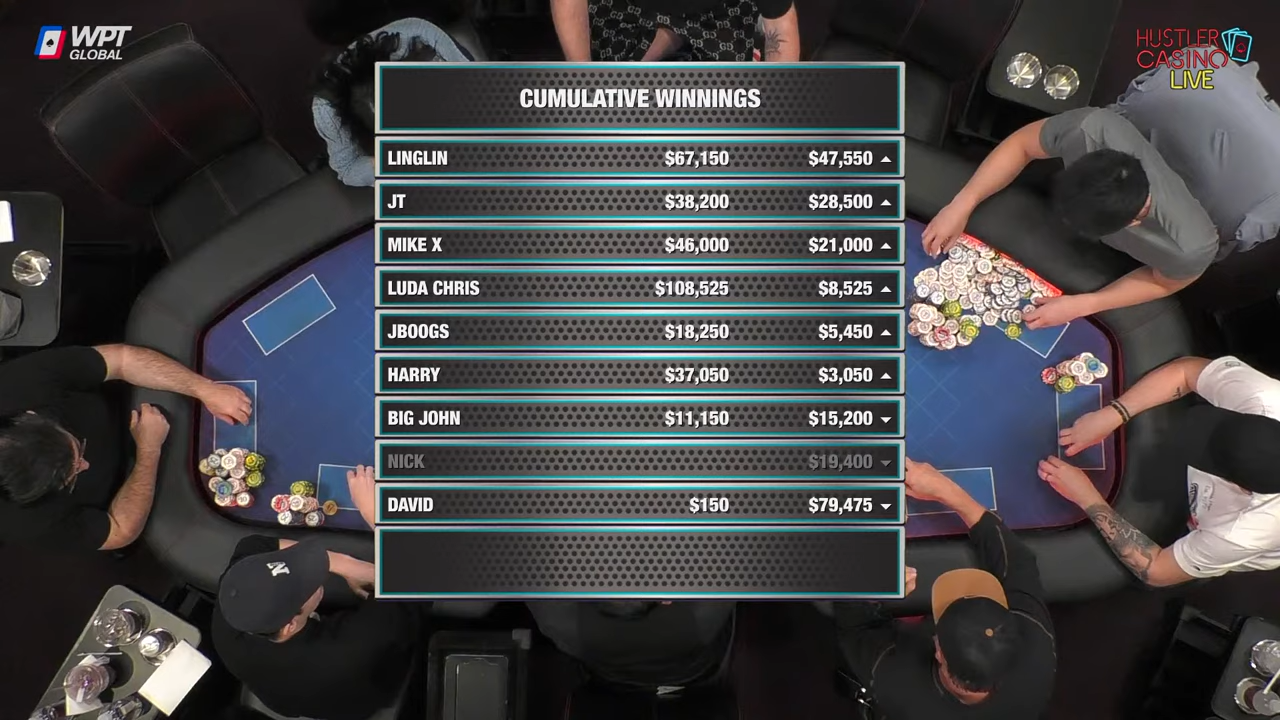 WPT
GLOBAL
HUSTLER
CASINO
LIVE
CUMULATIVE WINNINGS
LINGLIN $67,150 $47,550 ▲
JT $38,200 $28,500 ▲
MIKE X $46,000 $21,000 ▲
LUDA CHRIS $108,525 $8,525 ▲
JBOOGS $18,250 $5,450 ▲
HARRY $37,050 $3,050 ▲
BIG JOHN $11,150 $15,200 ▼
NICK $19,400 ▼
DAVID $150 $79,475 ▼
N